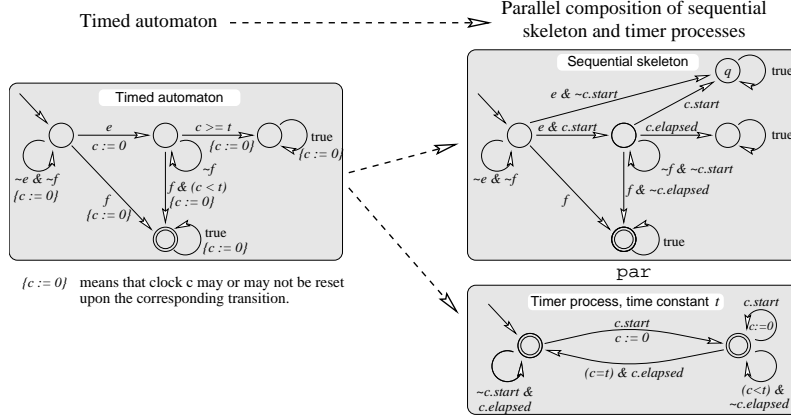 Timed automaton
Parallel composition of sequential
skeleton and timer processes
Timed automaton
e
c := 0
c >= t
{c := 0}
true
{c := 0}
~e & ~f
{c := 0}
~f
f & (c < t)
{c := 0}
f
{c := 0}
true
{c := 0}
{c := 0} means that clock c may or may not be reset
upon the corresponding transition.
Sequential skeleton
q
true
e & ~c.start
c.start
e & c.start
c.elapsed
true
~e & ~f
~f & ~c.start
f & ~c.elapsed
f
true
par
Timer process, time constant t
c.start
c:=0
c.start
c := 0
(c=t) & c.elapsed
~c.start &
c.elapsed
(c<t) &
~c.elapsed